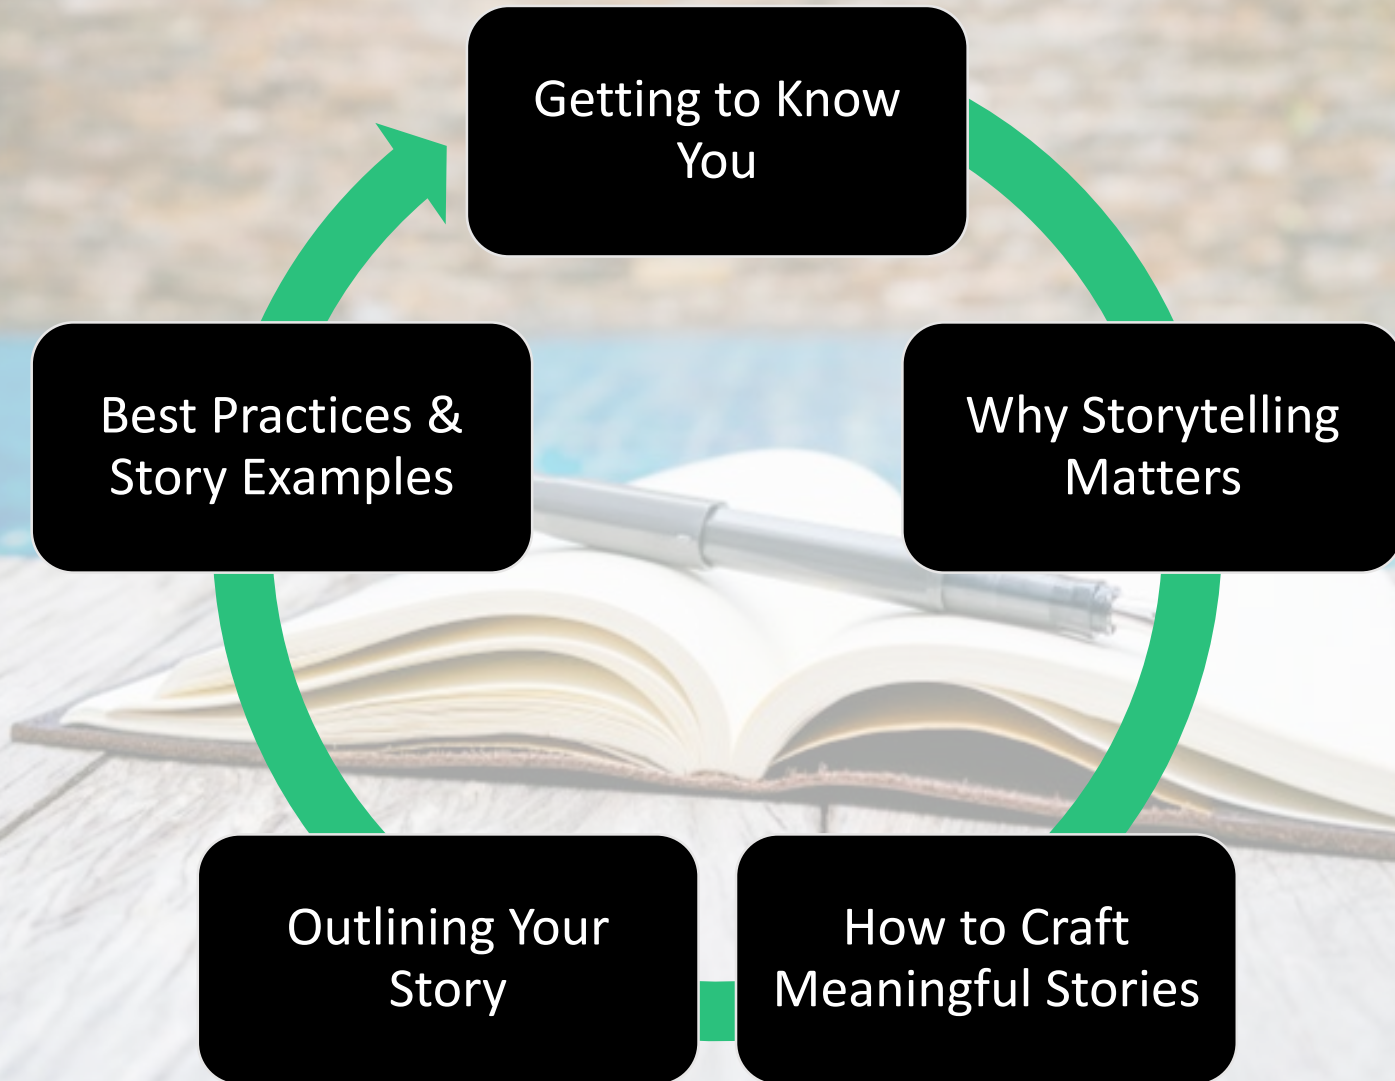 Getting to Know
You
Why Storytelling
Matters
How to Craft
Meaningful Stories
Outlining Your
Story
Best Practices &
Story Examples